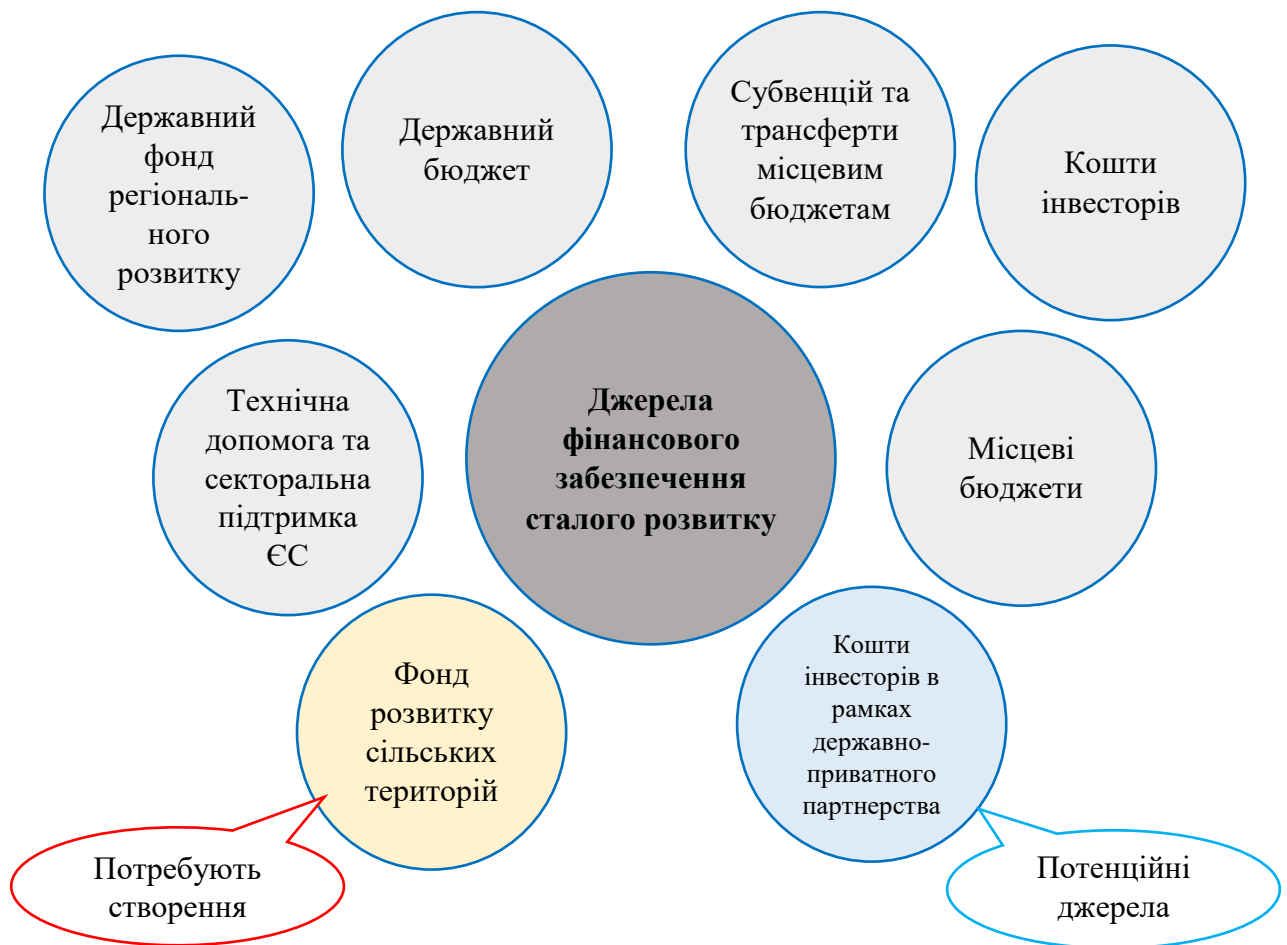 Державний
фонд
регіональ-
ного
розвитку
Державний
бюджет
Субвенцій та
трансферти
місцевим
бюджетам
Кошти
інвесторів
Технічна
допомога та
секторальна
підтримка
ЄС
Джерела
фінансового
забезпечення
сталого розвитку
Місцеві
бюджети
Фонд
розвитку
сільських
територій
Кошти
інвесторів в
рамках
державно-
приватного
партнерства
Потребують
створення
Потенційні
джерела